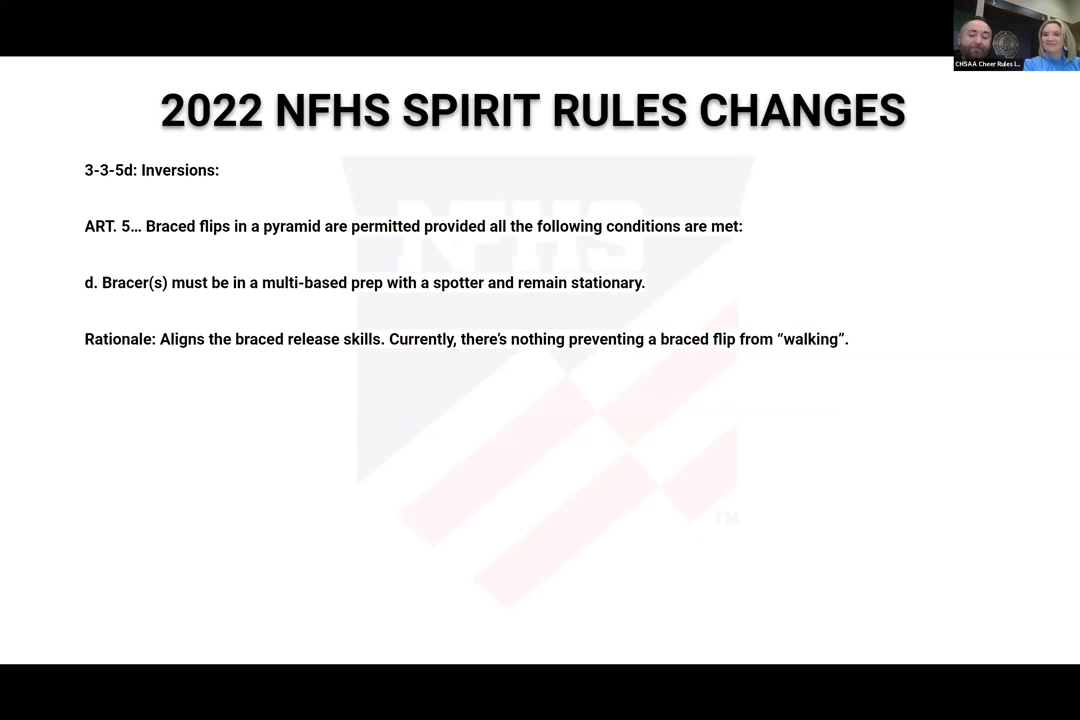 CHSAA Cheer Rules I...
2022 NFHS SPIRIT RULES CHANGES
3-3-5d: Inversions:
ART. 5... Braced flips in a pyramid are permitted provided all the following conditions are met:
d. Bracer(s) must be in a multi-based prep with a spotter and remain stationary.
Rationale: Aligns the braced release skills. Currently, there’s nothing preventing a braced flip from “walking”.
NFHS
TM